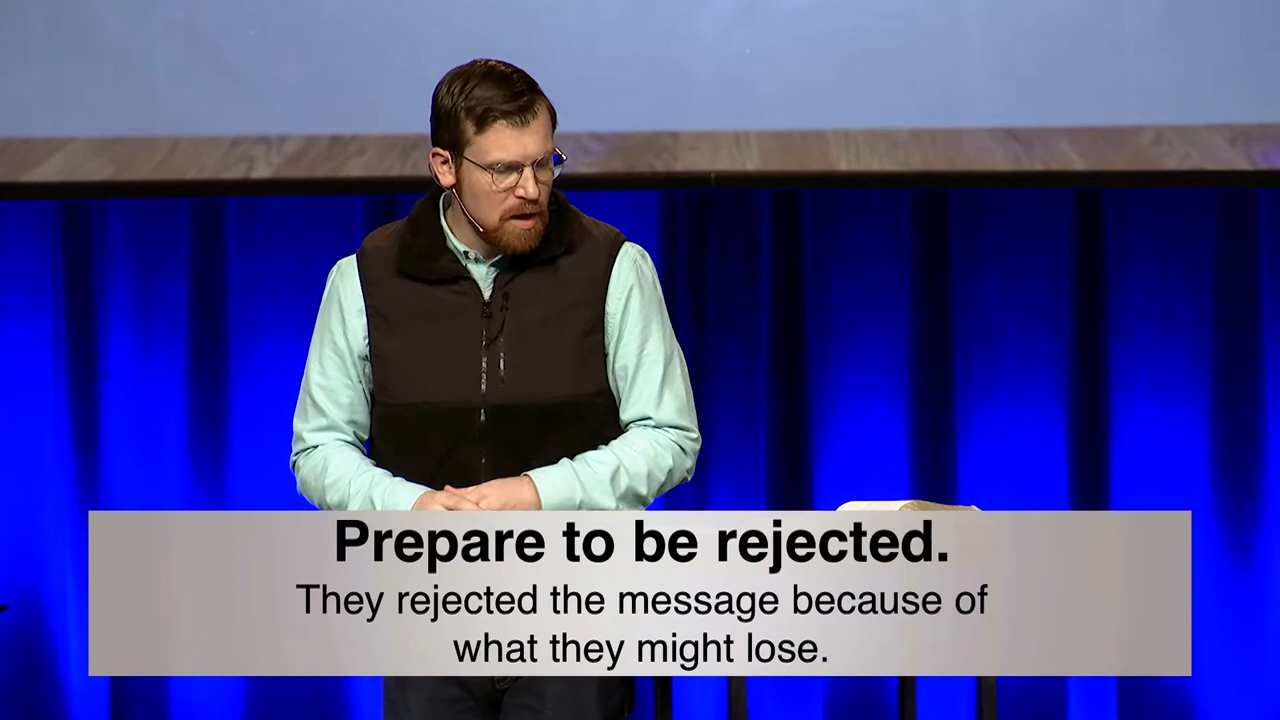 Prepare to be rejected.
They rejected the message because of
what they might lose.